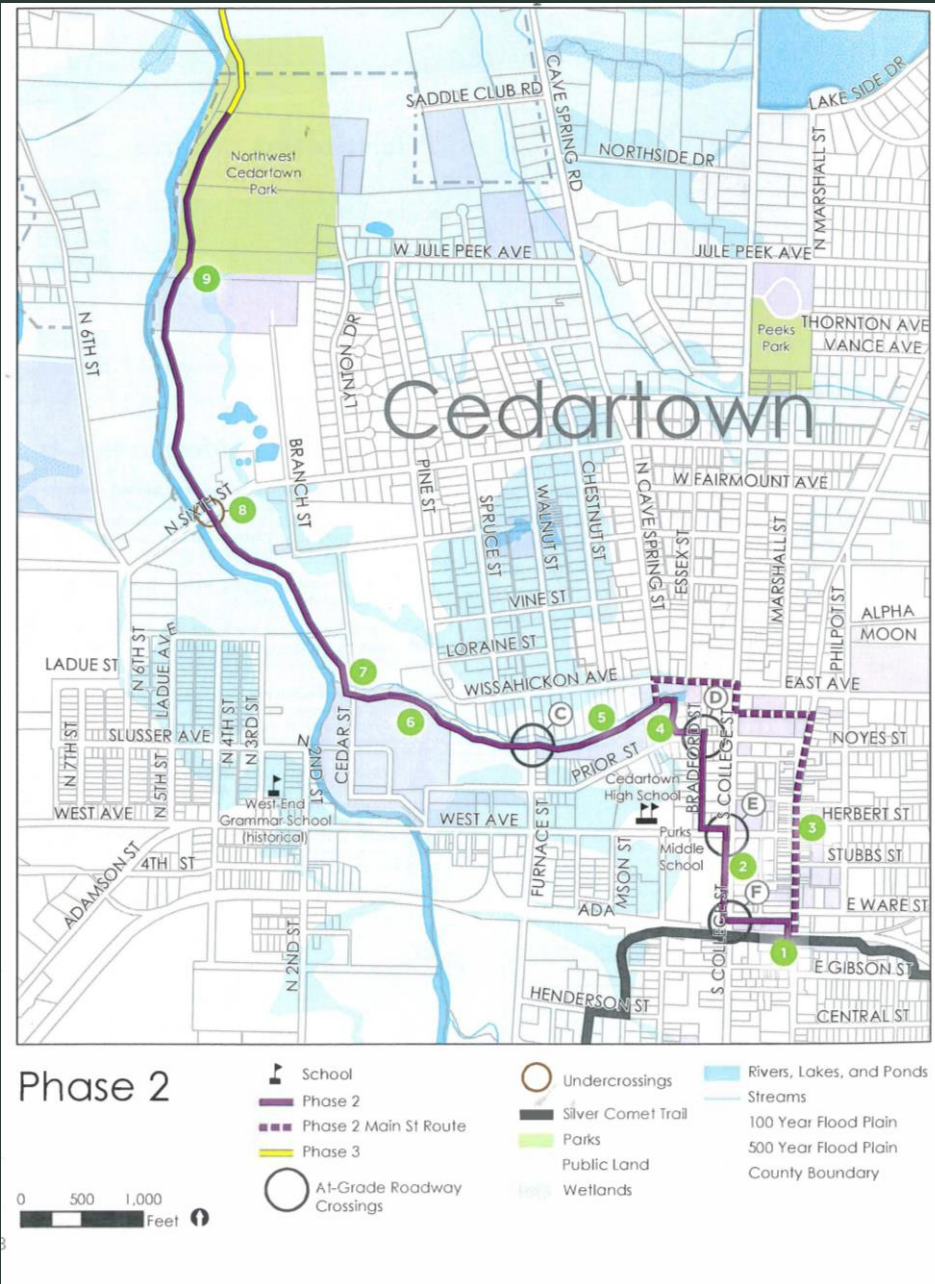 SADDLE CLUB RD
CAVE SPRING RD
LAKE SIDE DR
NORTHSIDE DR
N MARSHALL ST
Northwest
Cedartown
Park
W JULE PEEK AVE
JULE PEEK AVE
9
N 6TH ST
LYNTON DR
Peeks
Park
THORNTON AVE
VANCE AVE
Cedartown
BRANCH ST
PINE ST
SPRUCE ST
WALNUT ST
CHESTNUT ST
N CAVE SPRING ST
W FAIRMOUNT AVE
ESSEX ST
MARSHALL ST
PHILPOT ST
N SIXTH ST
8
VINE ST
ALPHA
MOON
LORAINE ST
LADUE ST
N 6TH ST
LADUE AVE
7
WISSAHICKON AVE
EAST AVE
N 7TH ST
SLUSSER AVE
N 5TH ST
N 4TH ST
N 3RD ST
N 2ND ST
CEDAR ST
6
C
5
4
D
NOYES ST
PRIOR ST
BRADFORD ST
S COLLEGE ST
Cedartown
High School
West End
Grammar School
(historical)
WEST AVE
WEST AVE
FURNACE ST
E
HERBERT ST
3
Purks
Middle
School
2
STUBBS ST
ADAMSON ST
4TH ST
ADA
MSON ST
F
E WARE ST
N 2ND ST
S COLLEGE ST
1
E GIBSON ST
HENDERSON ST
CENTRAL ST
Phase 2
School
Phase 2
Phase 2 Main St Route
Phase 3
At-Grade Roadway
Crossings
Undercrossings
Silver Comet Trail
Parks
Public Land
Wetlands
Rivers, Lakes, and Ponds
Streams
100 Year Flood Plain
500 Year Flood Plain
County Boundary
0 500 1,000
Feet